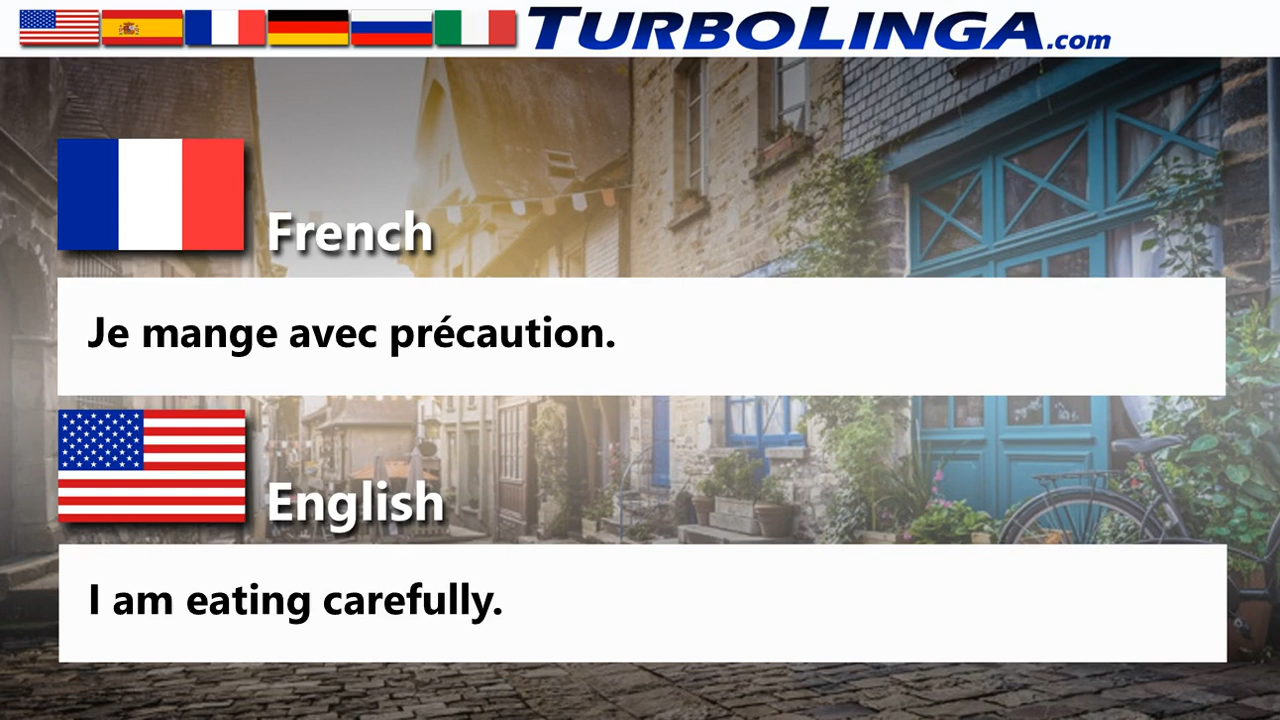 TURBOLINGA.com
French
Je mange avec précaution.
English
I am eating carefully.